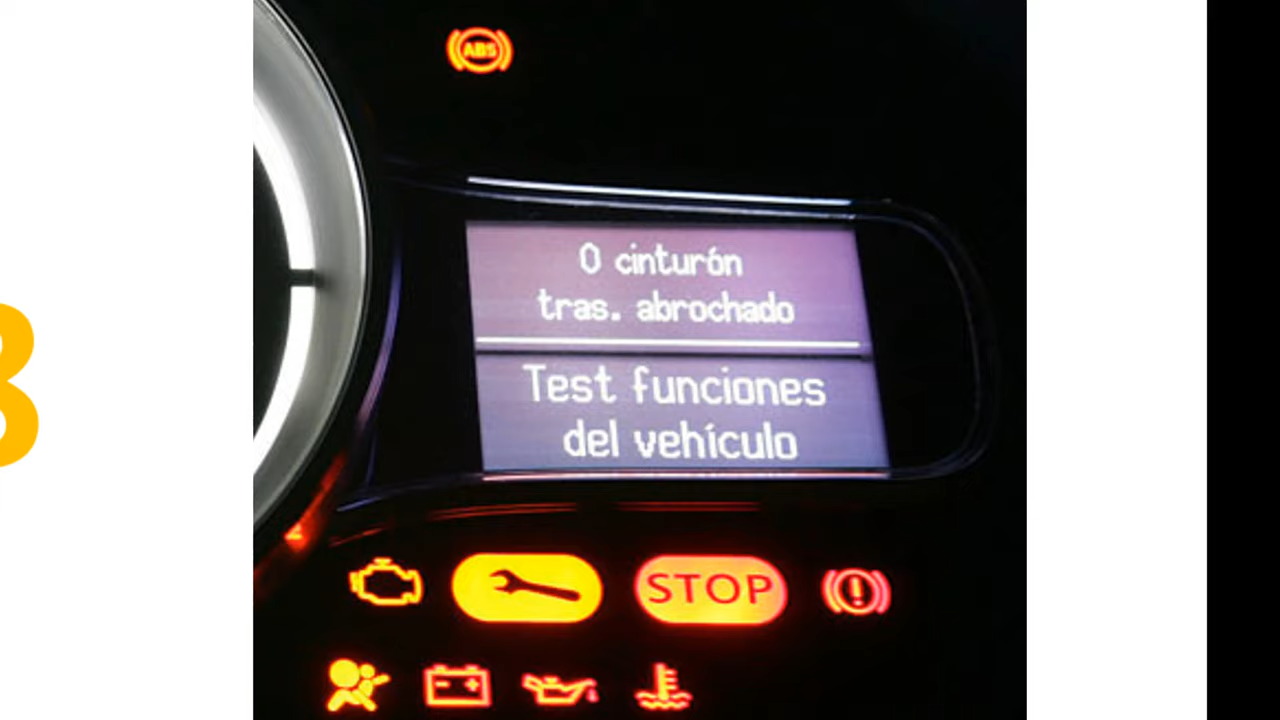 ABS
0 cinturón
tras. abrochado
Test funciones
del vehículo
STOP